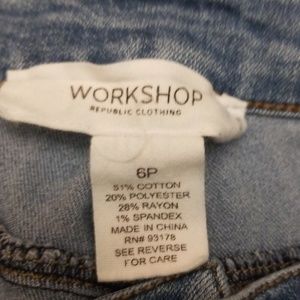 WORKSHOP
REPUBLIC CLOTHING
6P
51% COTTON
20% POLYESTER
28% RAYON
1% SPANDEX
MADE IN CHINA
RN# 93178
SEE REVERSE
FOR CARE